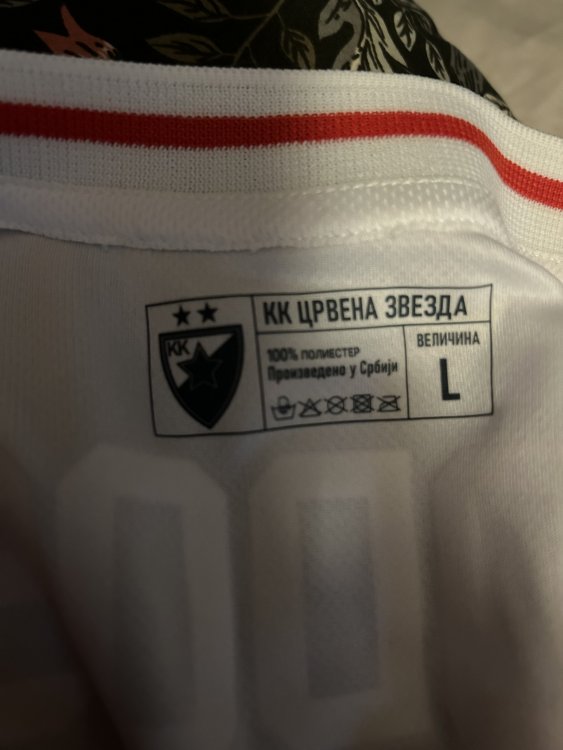 КК ЦРВЕНА ЗВЕЗДА
КК
100% ПОЛИЕСТЕР
Произведено у Србији
ВЕЛИЧИНА
L